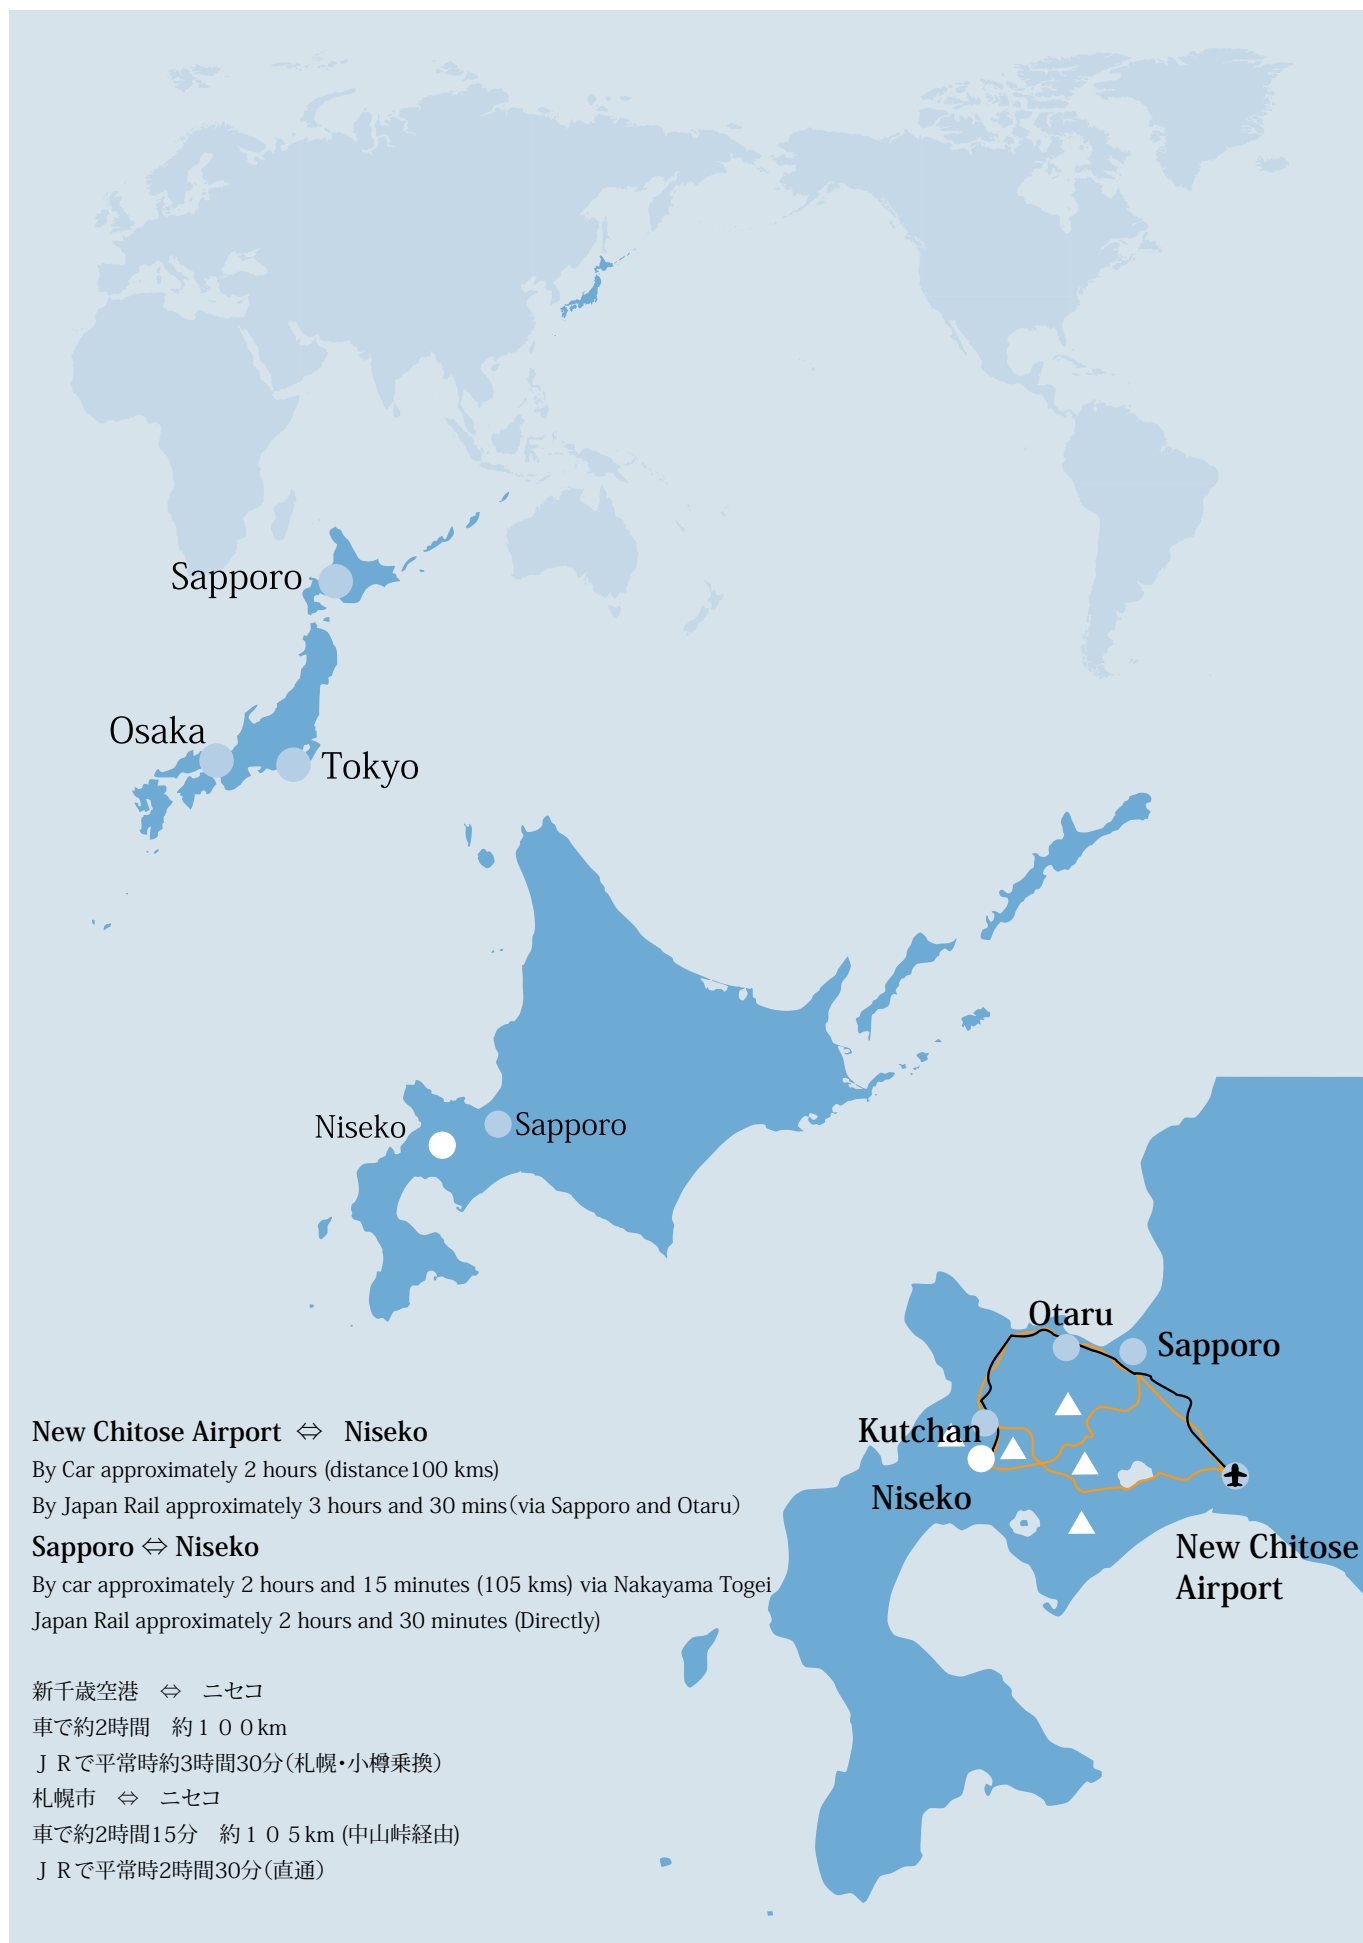 Sapporo
Osaka
Tokyo
Niseko
Sapporo
Otaru
Sapporo
Kutchan
Niseko
New Chitose
Airport
New Chitose Airport ⇔ Niseko
By Car approximately 2 hours (distance100 kms)
By Japan Rail approximately 3 hours and 30 mins(via Sapporo and Otaru)
Sapporo ⇔ Niseko
By car approximately 2 hours and 15 minutes (105 kms) via Nakayama Togei
Japan Rail approximately 2 hours and 30 minutes (Directly)
新千歳空港　⇔　ニセコ
車で約2時間　約１００km
ＪＲで平常時約3時間30分(札幌・小樽乗換)
札幌市　⇔　ニセコ
車で約2時間15分　約１０５km (中山峠経由)
ＪＲで平常時2時間30分(直通)